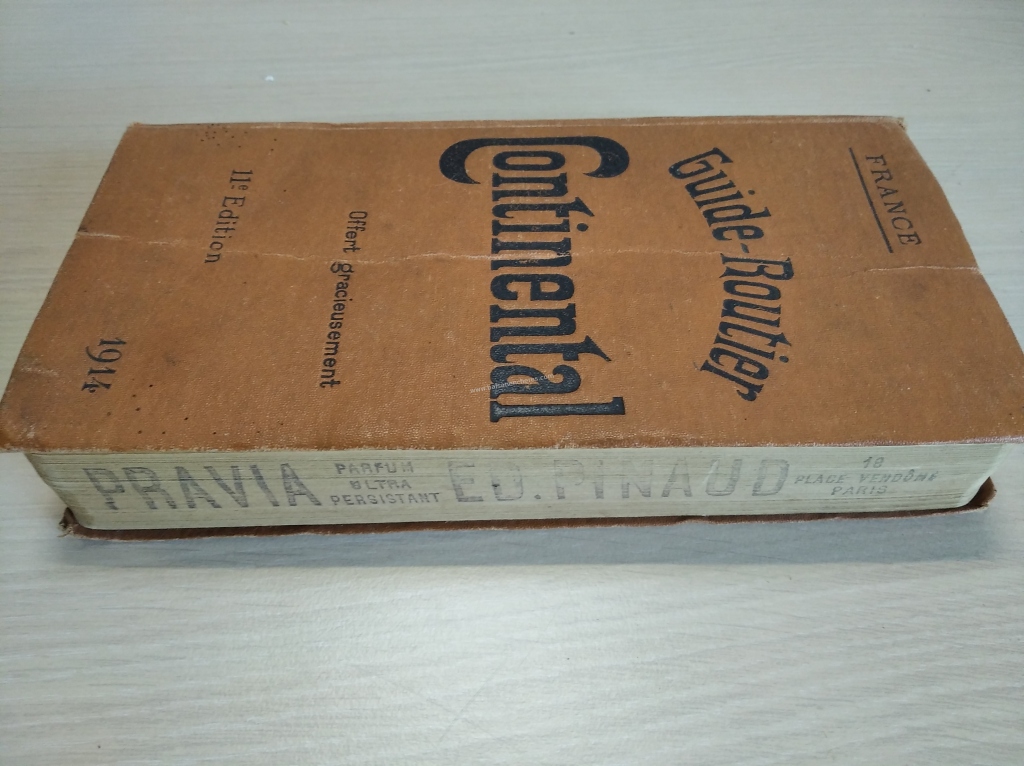 FRANCE
Guide-Routier
Continental
Offert gracieusement
11e Edition
1914
PRAVIA
PARFUM
ULTRA
PERSISTANT
ED. PINAUD
18
PLACE VENDÔME
PARIS